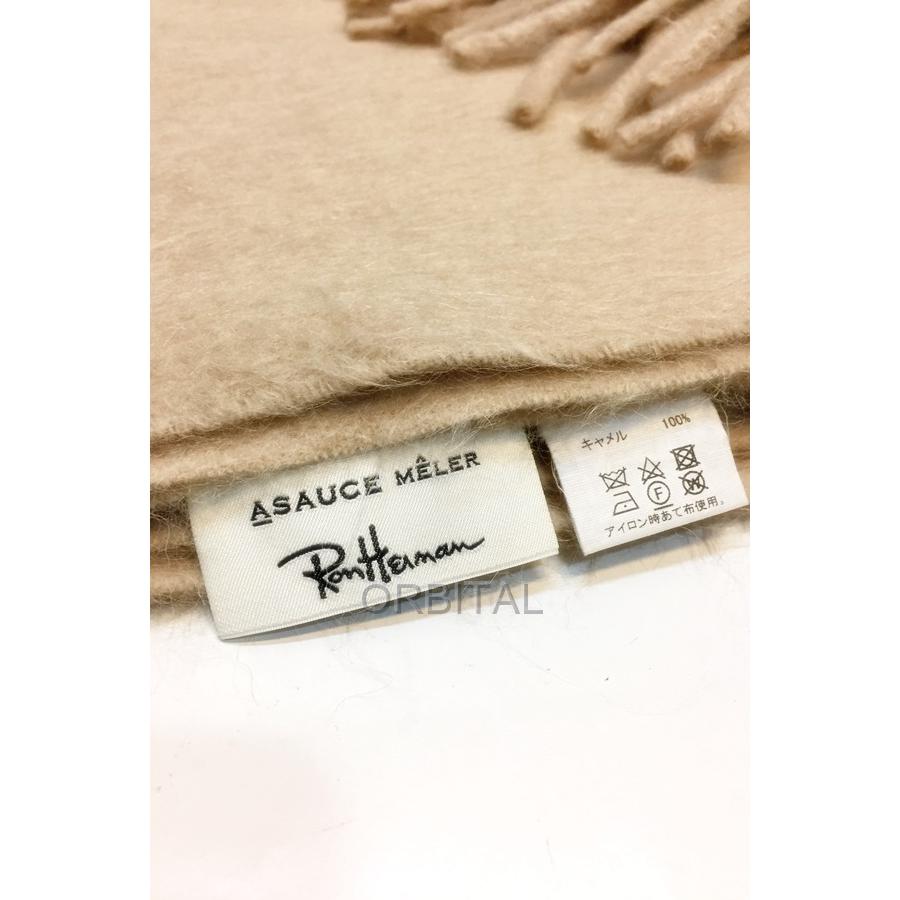 ASAUCE MÊLER
RonHerman
ORBITAL
キャメル 100%
F
W
アイロン時あて布使用。